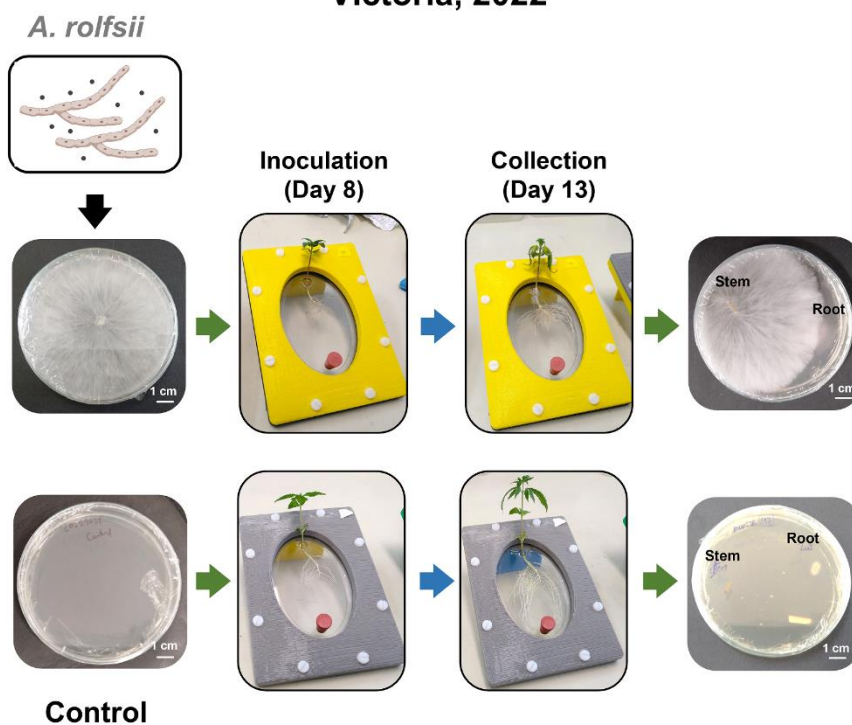 Victoria, 2022
A. rolfsii
Inoculation
(Day 8)
Collection
(Day 13)
1 cm
Stem
Root
1 cm
Control
1 cm
Stem
Root
1 cm
Control